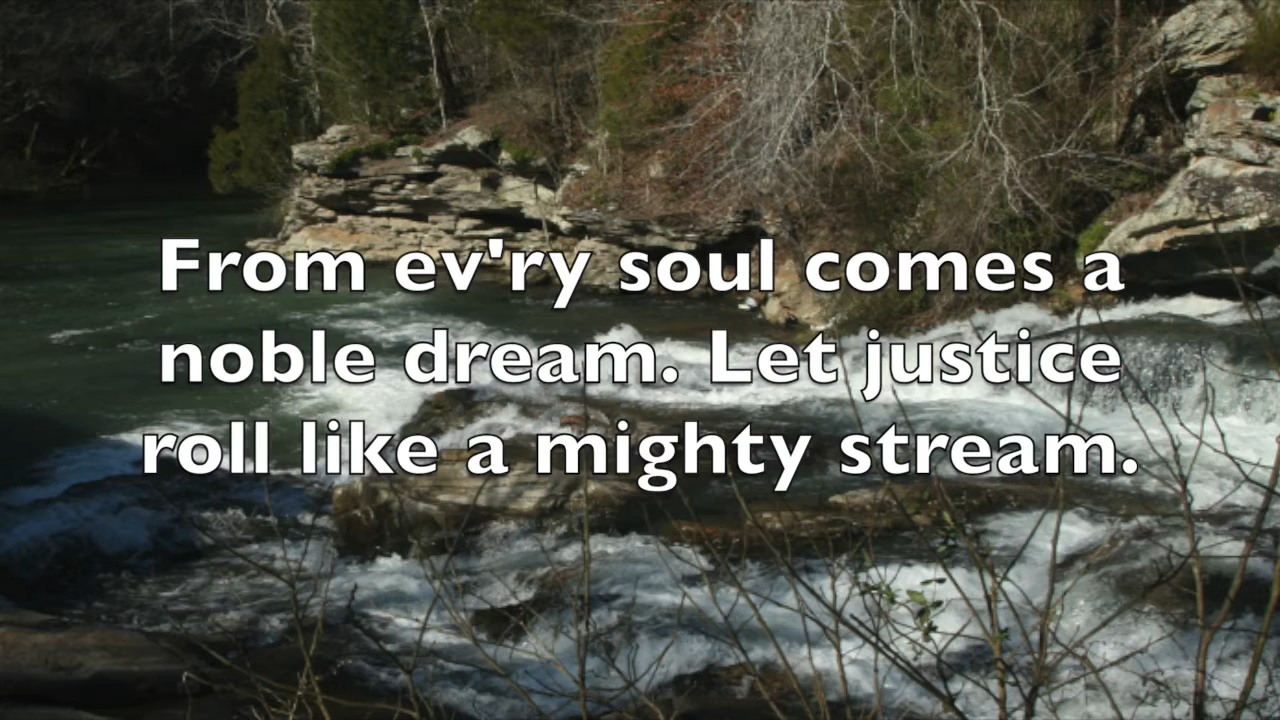 From ev'ry soul comes a
noble dream. Let justice
roll like a mighty stream.